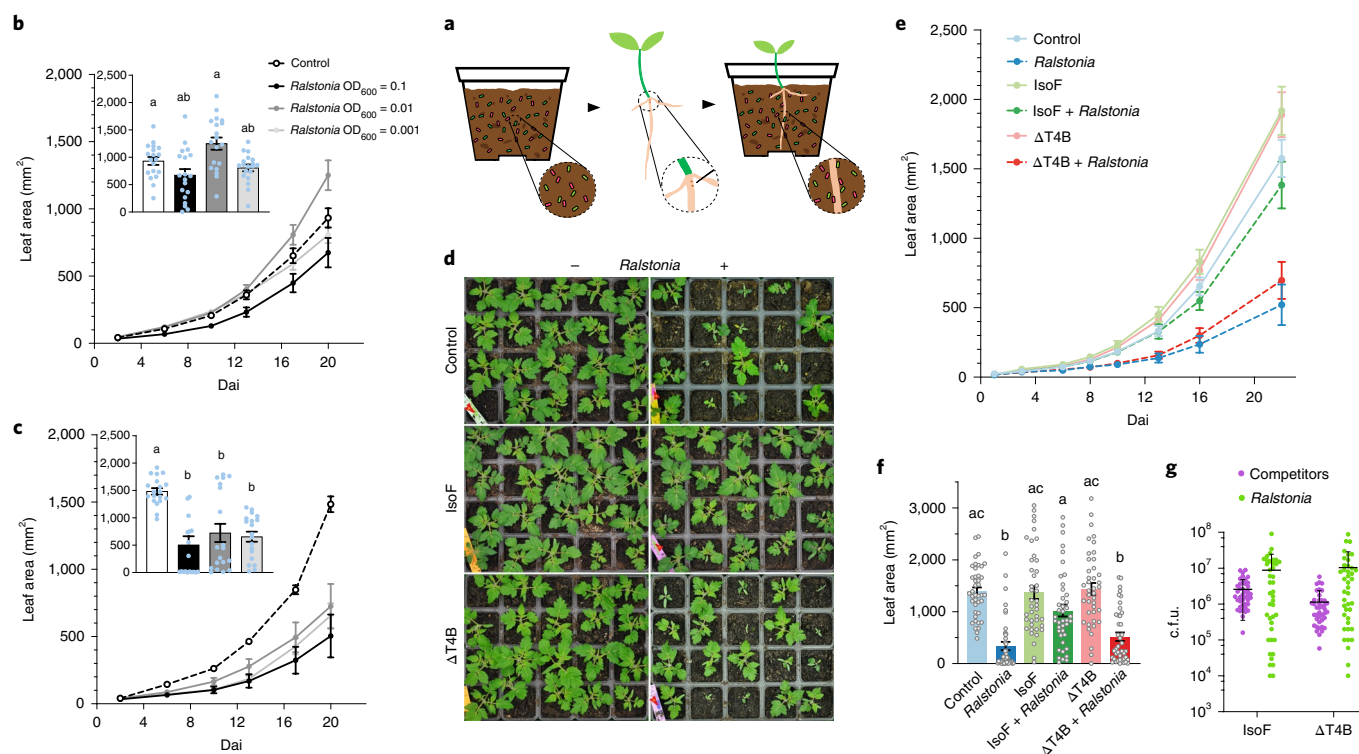 b
2,000
1,500
1,000
500
0
Leaf area (mm²)
0
4
8
12
16
20
Dai
2,500
2,000
1,500
1,000
500
0
a
ab
a
ab
Control
Ralstonia OD₆₀₀ = 0.1
Ralstonia OD₆₀₀ = 0.01
Ralstonia OD₆₀₀ = 0.001
a
c
2,000
1,500
1,000
500
0
Leaf area (mm²)
0
4
8
12
16
20
Dai
2,500
2,000
1,500
1,000
500
0
a
b
b
b
d
– Ralstonia +
Control
IsoF
ΔT4B
e
2,500
2,000
1,500
1,000
500
0
Leaf area (mm²)
0
4
8
12
16
20
Dai
Control
Ralstonia
IsoF
IsoF + Ralstonia
ΔT4B
ΔT4B + Ralstonia
f
3,000
2,000
1,000
0
Leaf area (mm²)
ac
b
ac
a
ac
b
Control
Ralstonia
IsoF
IsoF + Ralstonia
ΔT4B
ΔT4B + Ralstonia
g
Competitors
Ralstonia
10⁸
10⁷
10⁶
10⁵
10⁴
10³
c.f.u.
IsoF
ΔT4B